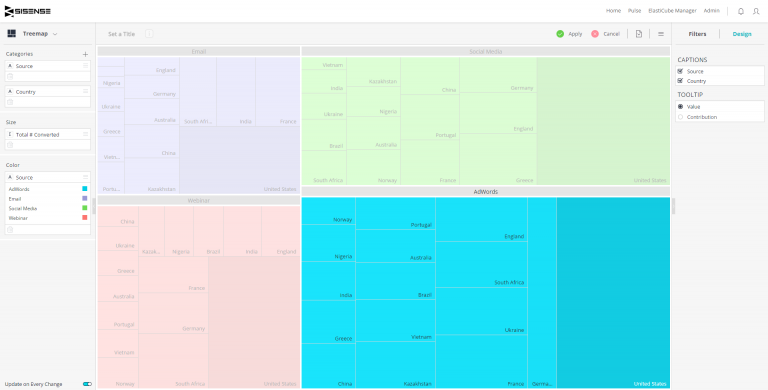 SISENSE
Home Pulse ElastiCube Manager Admin
Treemap
Set a Title
Apply Cancel
Filters Design
Categories
Source
Country
Size
Total # Converted
Color
Source
AdWords
Email
Social Media
Webinar
Update on Every Change
CAPTIONS
Source
Country
TOOLTIP
Value
Contribution
Email
England
Nigeria
Germany
Ukraine
Australia
South Afri...
India
France
Greece
China
Kazakhstan
United States
Social Media
Vietnam
Kazakhstan
India
China
Germany
Ukraine
Nigeria
England
Portugal
Brazil
Australia
South Africa
Norway
France
Greece
United States
Webinar
China
Ukraine
Kazak...
Nigeria
Brazil
India
England
Greece
France
Australia
Portugal
Germany
Vietnam
Norway
South Africa
United States
AdWords
Norway
Portugal
England
Nigeria
Australia
South Africa
India
Brazil
Ukraine
Greece
Vietnam
China
Kazakhstan
France
Germa...
United States